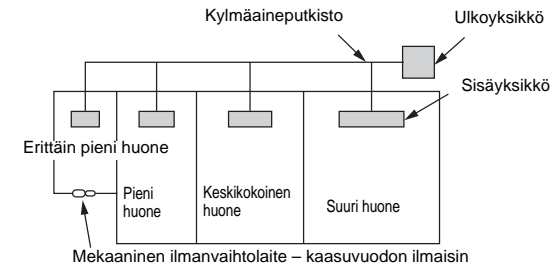 Kylmäaineputkisto
Ulkoyksikkö
Sisäyksikkö
Erittäin pieni huone
Pieni
huone
Keskikokoinen
huone
Suuri huone
Mekaaninen ilmanvaihtolaite – kaasuvuodon ilmaisin